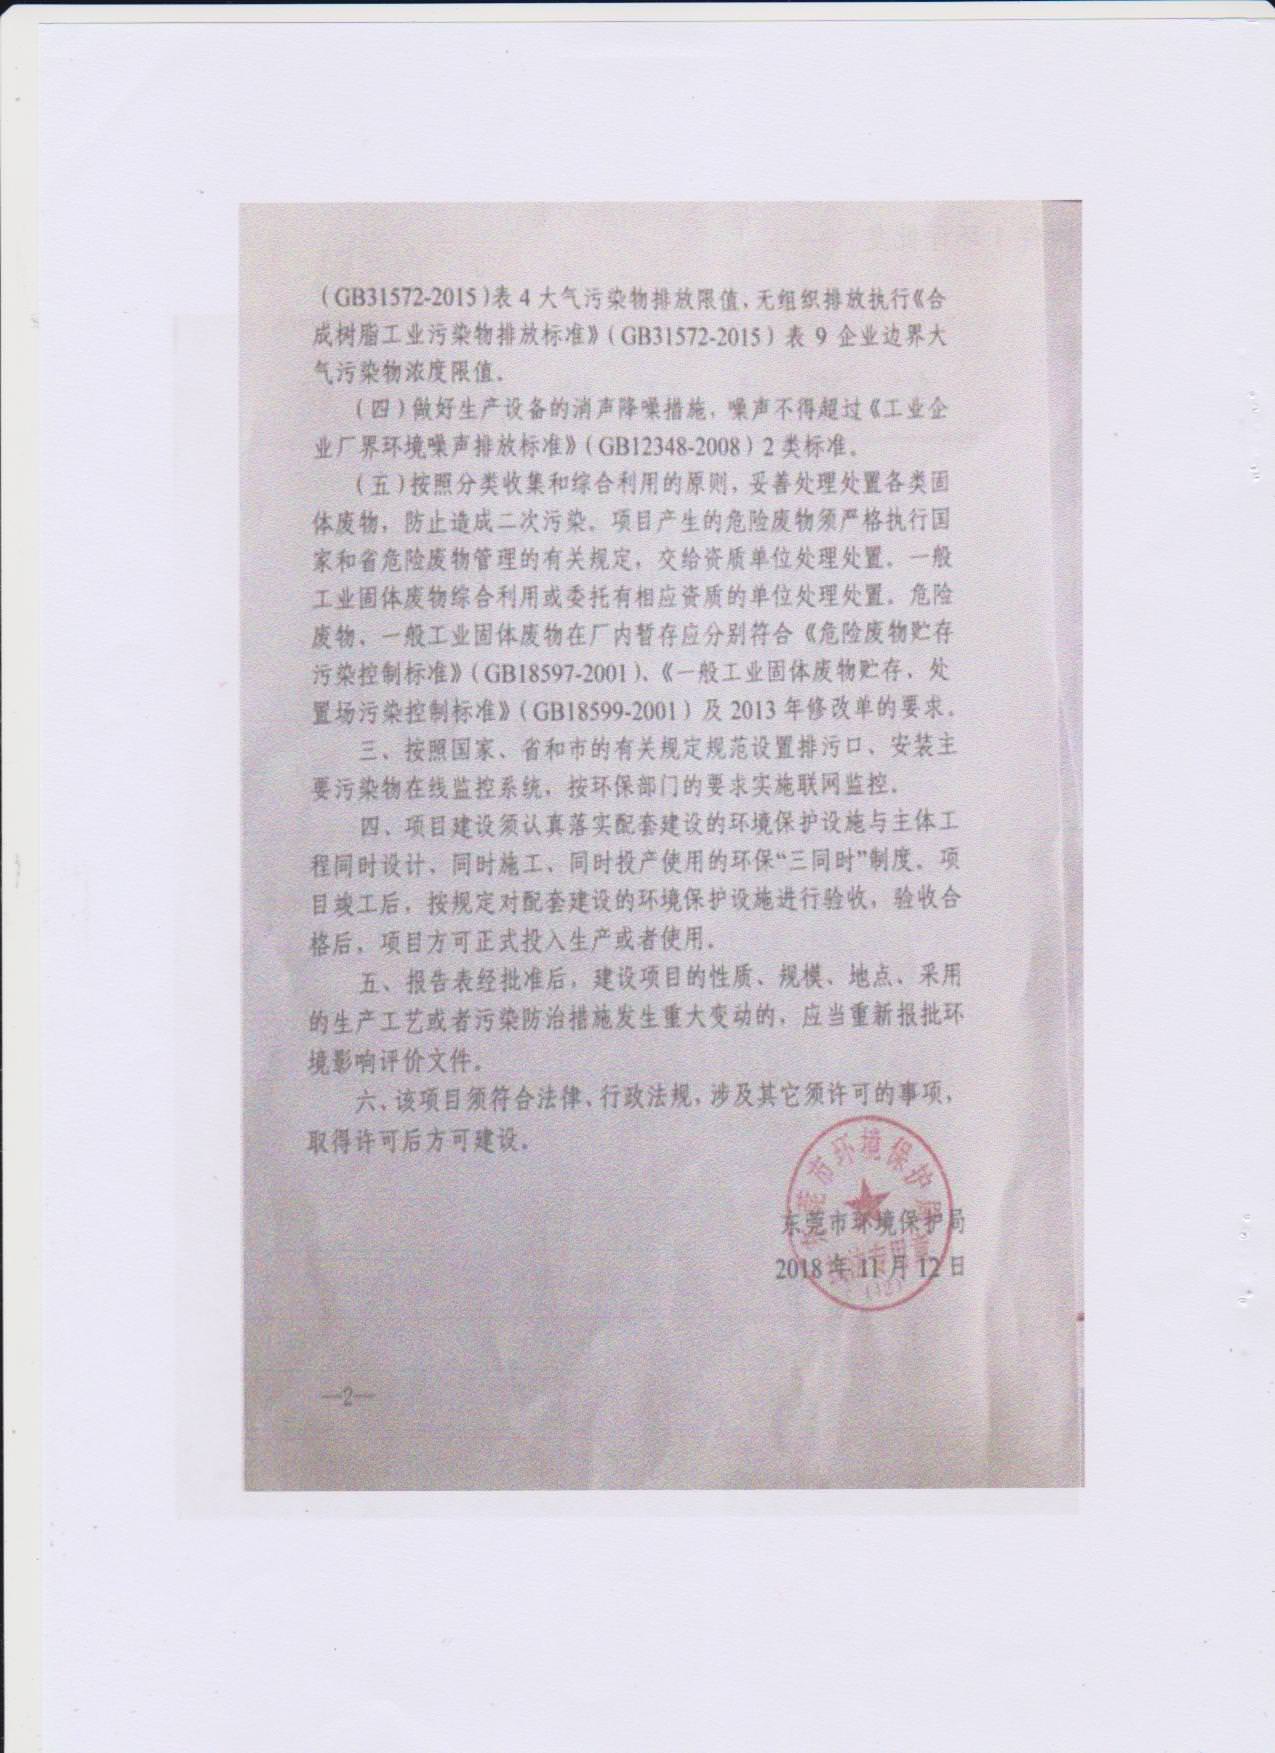 （GB31572-2015）表 4 大气污染物排放限值，无组织排放执行《合
成树脂工业污染物排放标准》（GB31572-2015）表 9 企业边界大
气污染物浓度限值。
（四）做好生产设备的消声降噪措施，噪声不得超过《工业企
业厂界环境噪声排放标准》（GB12348-2008）2 类标准。
（五）按照分类收集和综合利用的原则，妥善处理处置各类固
体废物，防止造成二次污染。项目产生的危险废物须严格执行国
家和省危险废物管理的有关规定，交给资质单位处理处置。一般
工业固体废物综合利用或委托有相应资质的单位处理处置。危险
废物、一般工业固体废物在厂内暂存应分别符合《危险废物贮存
污染控制标准》（GB18597-2001）、《一般工业固体废物贮存、处
置场污染控制标准》（GB18599-2001）及 2013 年修改单的要求。
三、按照国家、省和市的有关规定规范设置排污口、安装主
要污染物在线监控系统，按环保部门的要求实施联网监控。
四、项目建设须认真落实配套建设的环境保护设施与主体工
程同时设计、同时施工、同时投产使用的环保“三同时”制度。项
目竣工后，按规定对配套建设的环境保护设施进行验收，验收合
格后，项目方可正式投入生产或者使用。
五、报告表经批准后，建设项目的性质、规模、地点、采用
的生产工艺或者污染防治措施发生重大变动的，应当重新报批环
境影响评价文件。
六、该项目须符合法律、行政法规，涉及其它须许可的事项，
取得许可后方可建设。
东莞市环境保护局
东莞市环境保护局
2018 年 11 月 12 日
专用章
(12)
—2—